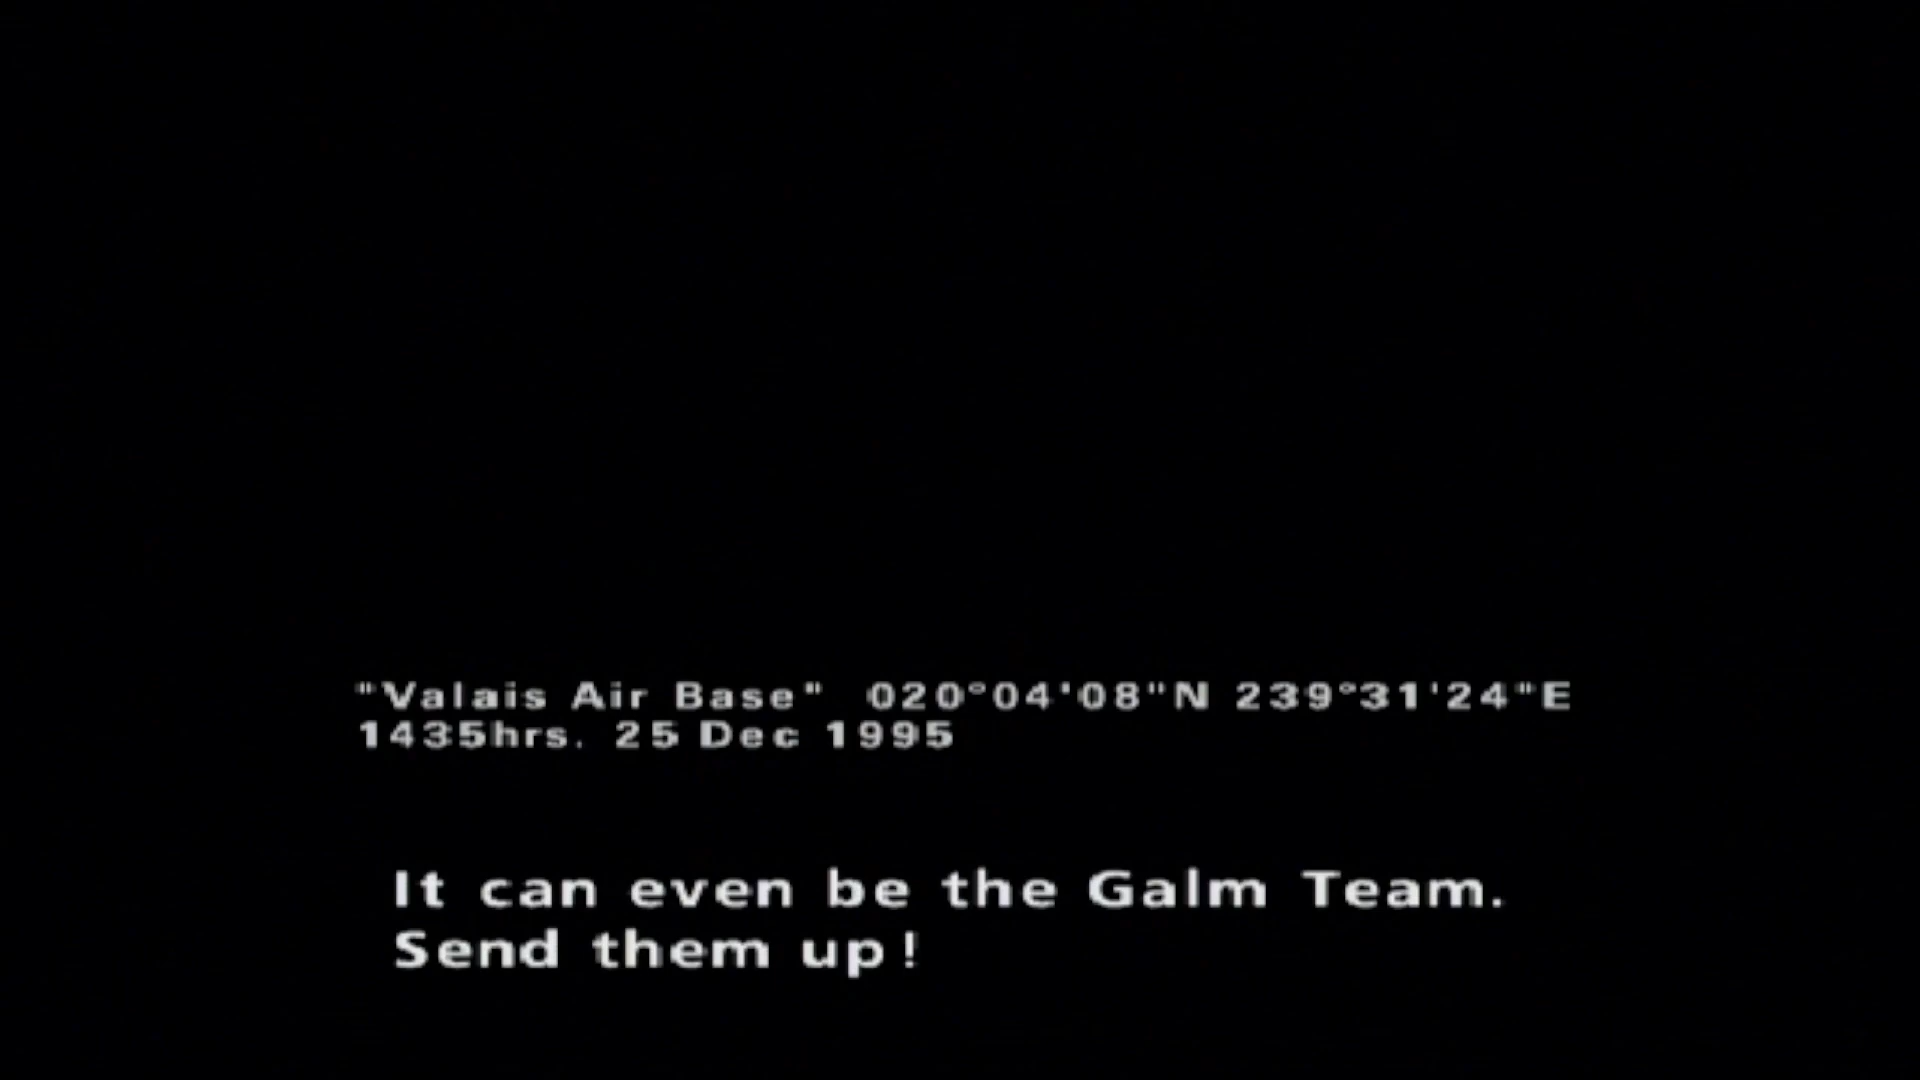 "Valais Air Base"  020°04'08"N 239°31'24"E
1435hrs. 25 Dec 1995
It can even be the Galm Team.
Send them up!